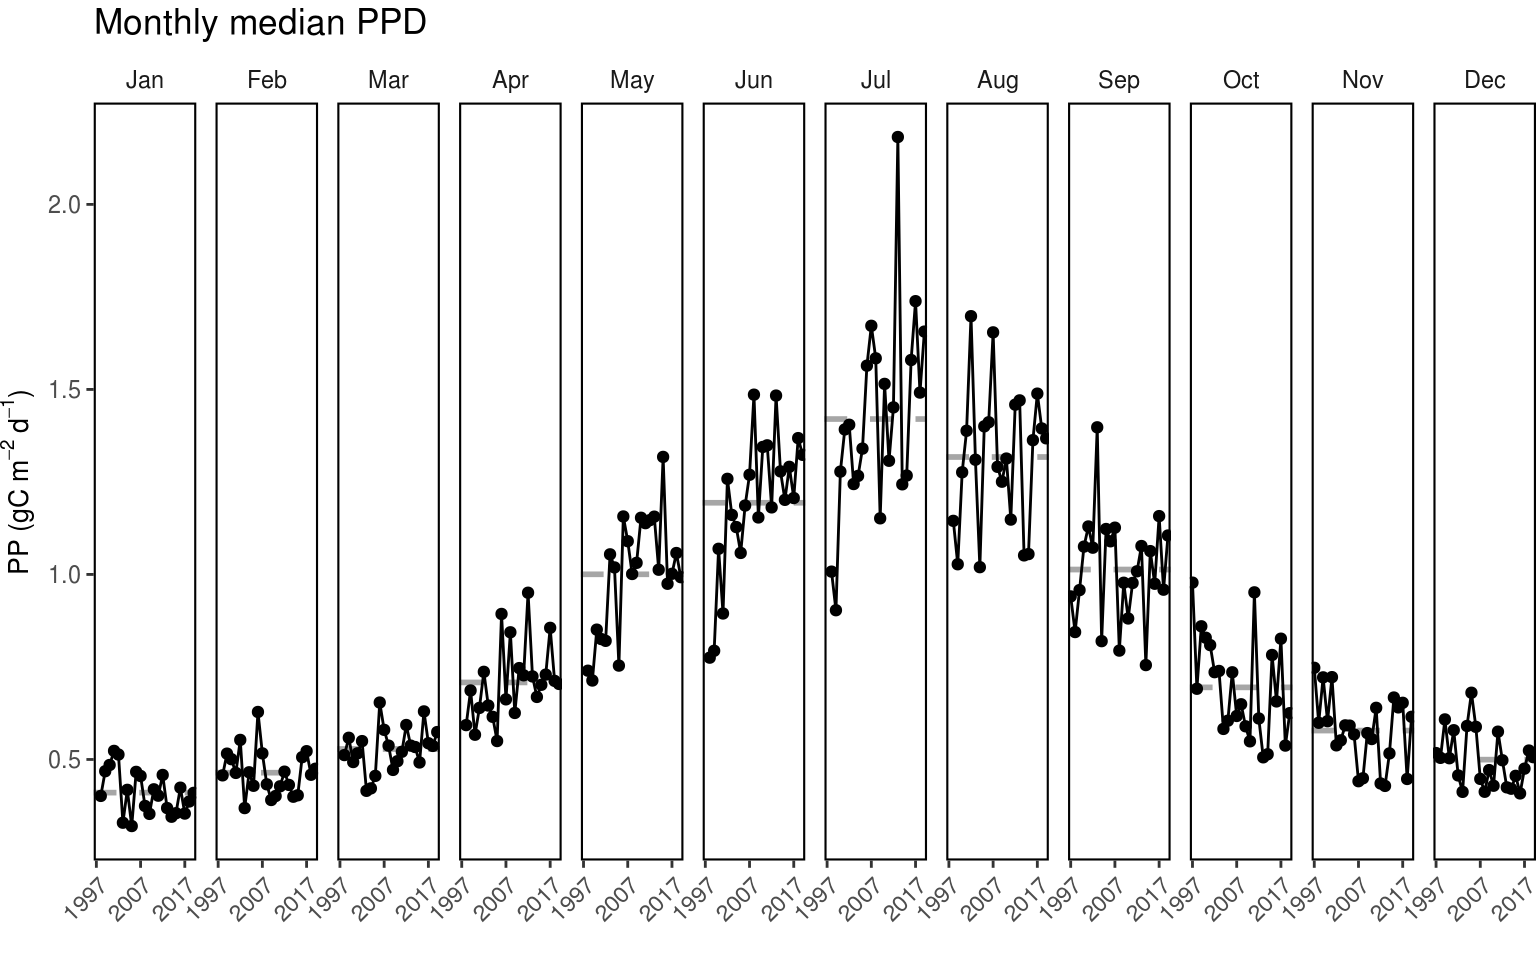 Monthly median PPD
Jan Feb Mar Apr May Jun Jul Aug Sep Oct Nov Dec
PP (gC m⁻² d⁻¹)
2.0
1.5
1.0
0.5
1997 2007 2017 1997 2007 2017 1997 2007 2017 1997 2007 2017 1997 2007 2017 1997 2007 2017 1997 2007 2017 1997 2007 2017 1997 2007 2017 1997 2007 2017 1997 2007 2017 1997 2007 2017